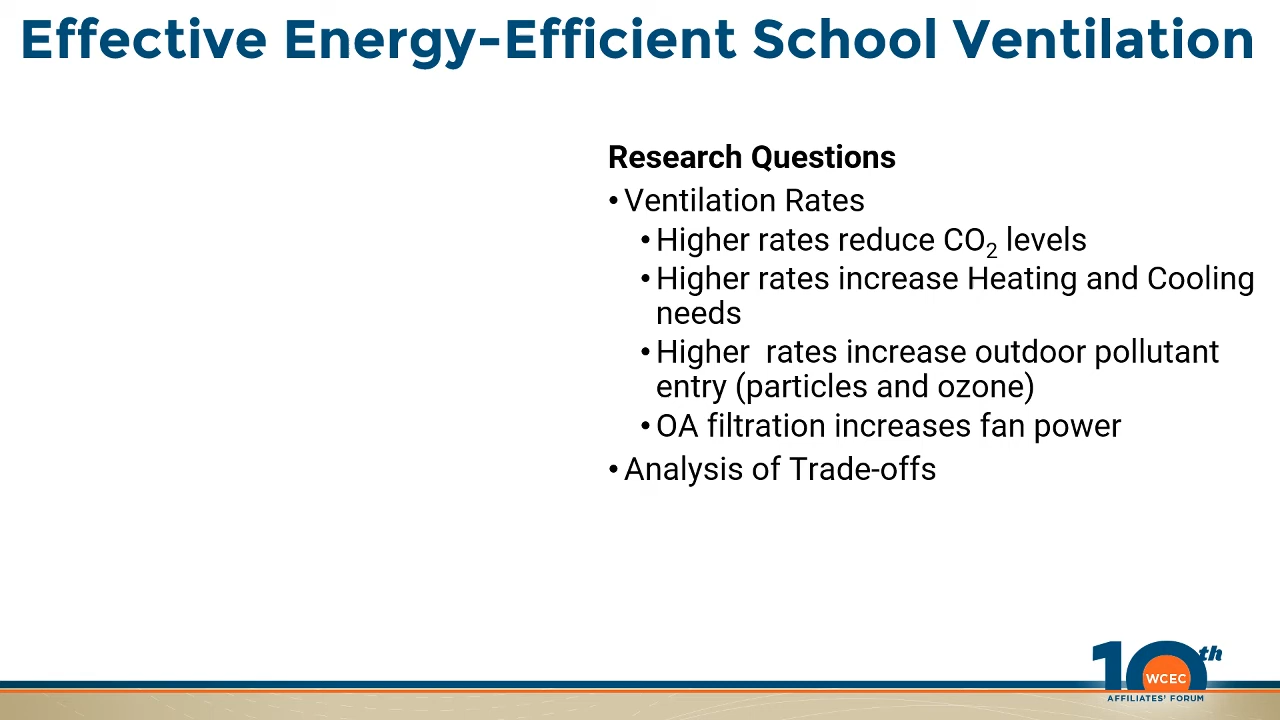 Effective Energy-Efficient School Ventilation
Research Questions
• Ventilation Rates
• Higher rates reduce CO₂ levels
• Higher rates increase Heating and Cooling
needs
• Higher  rates increase outdoor pollutant
entry (particles and ozone)
• OA filtration increases fan power
• Analysis of Trade-offs
10th
WCEC
AFFILIATES' FORUM